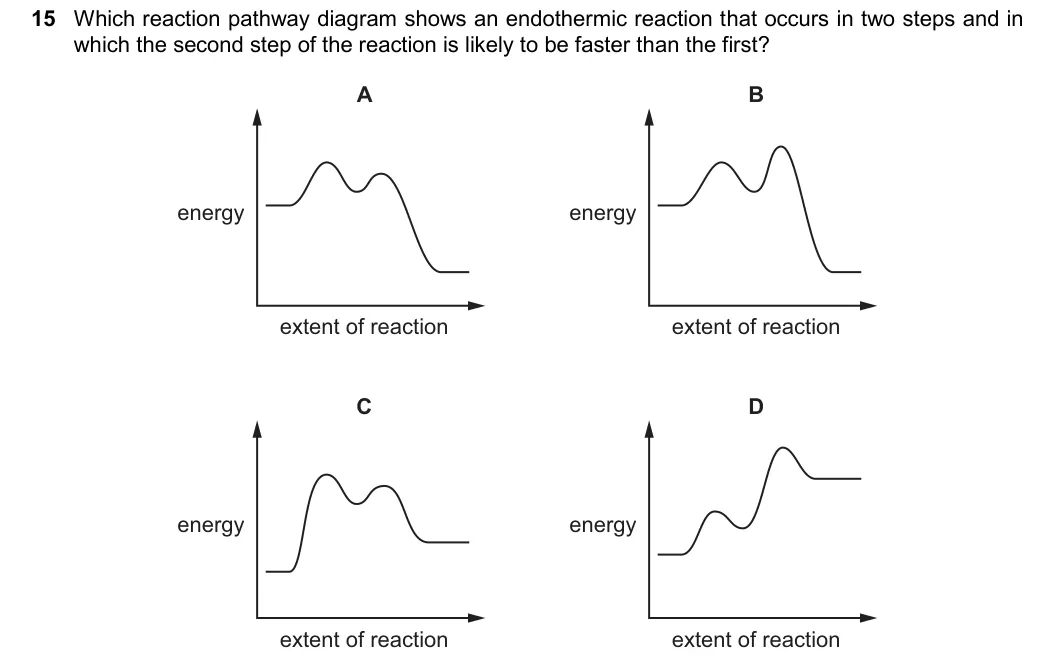 15 Which reaction pathway diagram shows an endothermic reaction that occurs in two steps and in
which the second step of the reaction is likely to be faster than the first?
A
B
energy
energy
extent of reaction
extent of reaction
C
D
energy
energy
extent of reaction
extent of reaction